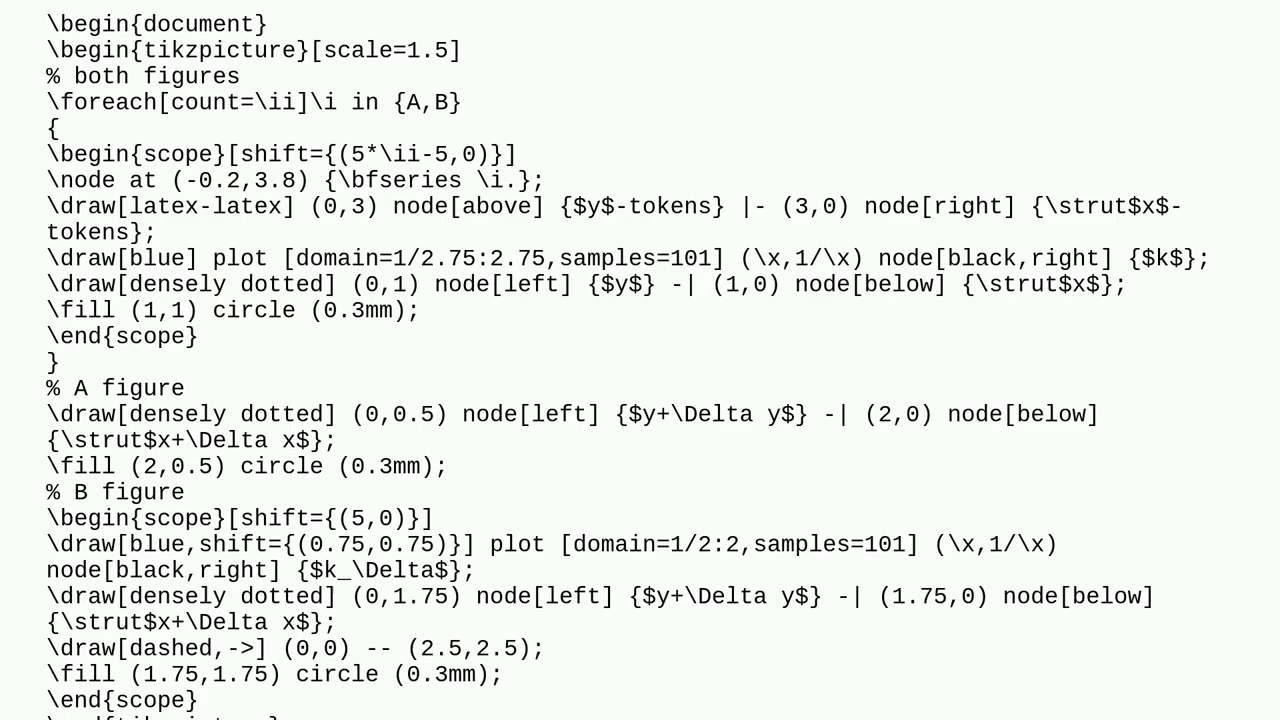 \begin{document}
\begin{tikzpicture}[scale=1.5]
% both figures
\foreach[count=\ii]\i in {A,B}
{
\begin{scope}[shift={(5*\ii-5,0)}]
\node at (-0.2,3.8) {\bfseries \i.};
\draw[latex-latex] (0,3) node[above] {$y$-tokens} |- (3,0) node[right] {\strut$x$-
tokens};
\draw[blue] plot [domain=1/2.75:2.75,samples=101] (\x,1/\x) node[black,right] {$k$};
\draw[densely dotted] (0,1) node[left] {$y$} -| (1,0) node[below] {\strut$x$};
\fill (1,1) circle (0.3mm);
\end{scope}
}
% A figure
\draw[densely dotted] (0,0.5) node[left] {$y+\Delta y$} -| (2,0) node[below]
{\strut$x+\Delta x$};
\fill (2,0.5) circle (0.3mm);
% B figure
\begin{scope}[shift={(5,0)}]
\draw[blue,shift={(0.75,0.75)}] plot [domain=1/2:2,samples=101] (\x,1/\x)
node[black,right] {$k_\Delta$};
\draw[densely dotted] (0,1.75) node[left] {$y+\Delta y$} -| (1.75,0) node[below]
{\strut$x+\Delta x$};
\draw[dashed,->] (0,0) -- (2.5,2.5);
\fill (1.75,1.75) circle (0.3mm);
\end{scope}